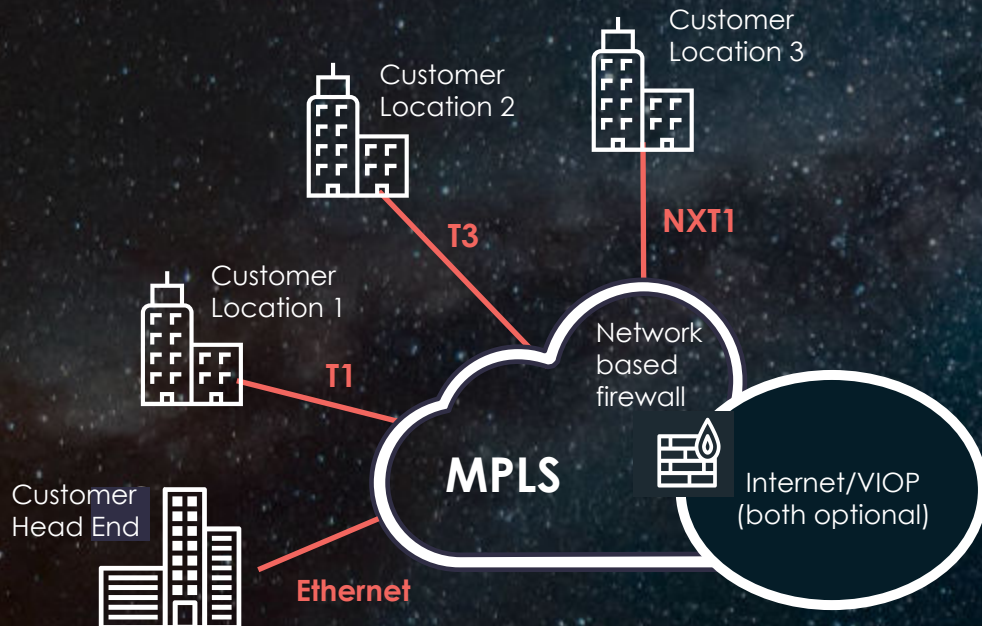 Customer
Location 3
Customer
Location 2
NXT1
T3
Customer
Location 1
Network
based
firewall
T1
MPLS
Internet/VIOP
(both optional)
Customer
Head End
Ethernet